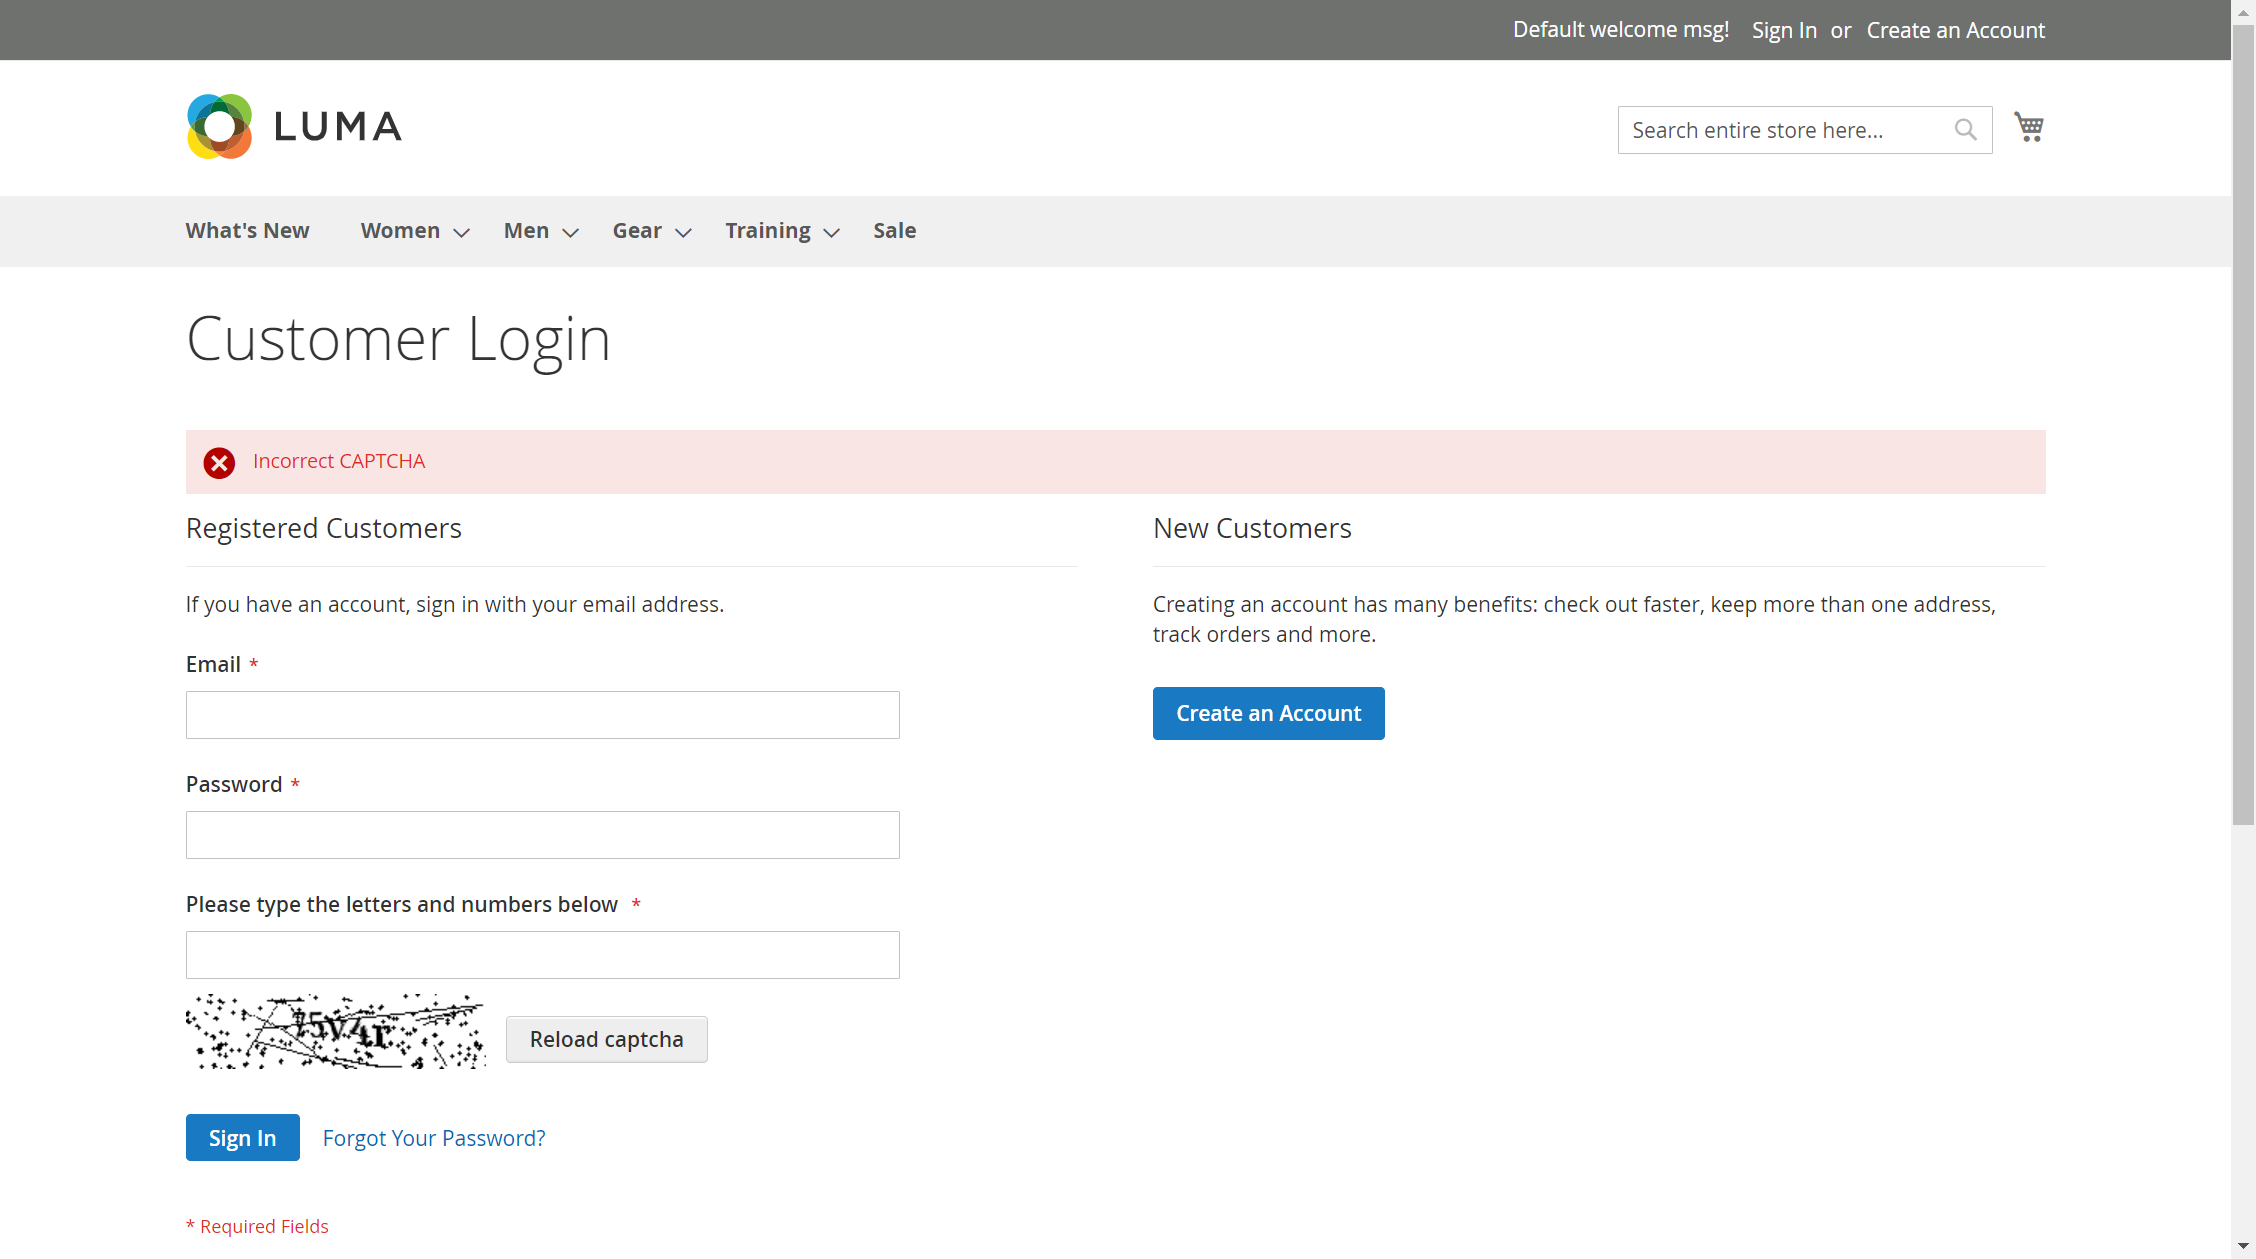 Default welcome msg! Sign In or Create an Account
LUMA
Search entire store here...
What's New Women Men Gear Training Sale
Customer Login
Incorrect CAPTCHA
Registered Customers
If you have an account, sign in with your email address.
Email *
Password *
Please type the letters and numbers below *
Reload captcha
Sign In Forgot Your Password?
* Required Fields
New Customers
Creating an account has many benefits: check out faster, keep more than one address,
track orders and more.
Create an Account